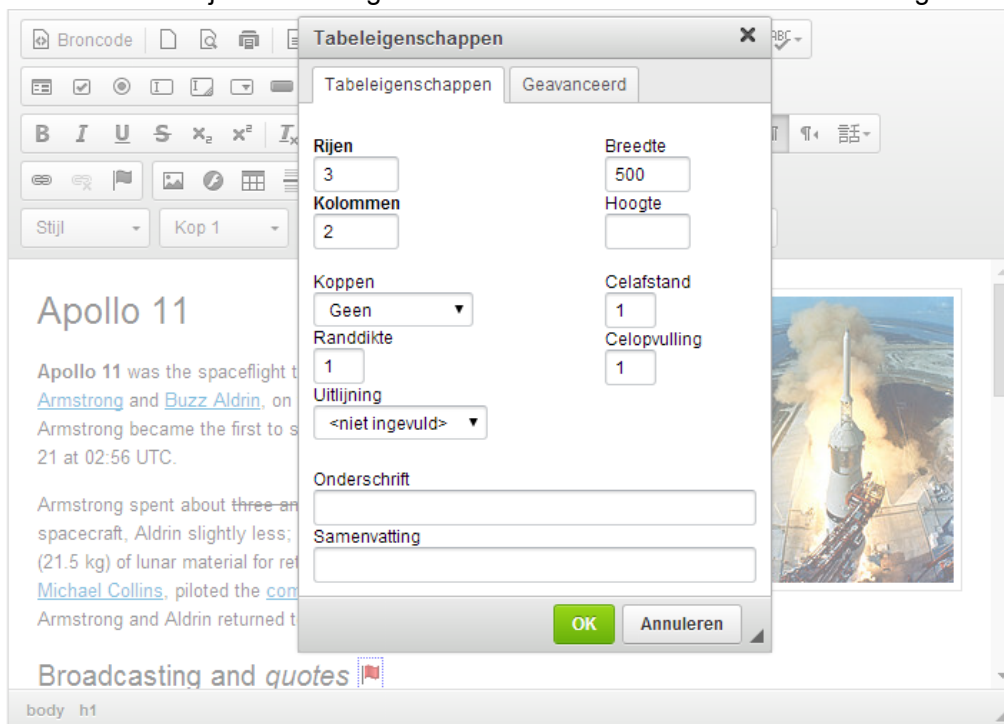 Broncode
Tabeleigenschappen
Tabeleigenschappen Geavanceerd
Rijen Breedte
3 500
Kolommen Hoogte
2
Stijl Kop 1
Koppen Celafstand
Geen 1
Randdikte Celopvulling
1 1
Uitlijning
<niet ingevuld>
Onderschrift
Samenvatting
OK Annuleren
Apollo 11
Apollo 11 was the spaceflight
Armstrong and Buzz Aldrin, on
Armstrong became the first to
21 at 02:56 UTC.
Armstrong spent about three
spacecraft, Aldrin slightly less;
(21.5 kg) of lunar material for
Michael Collins, piloted the
Armstrong and Aldrin returned
Broadcasting and quotes
body h1